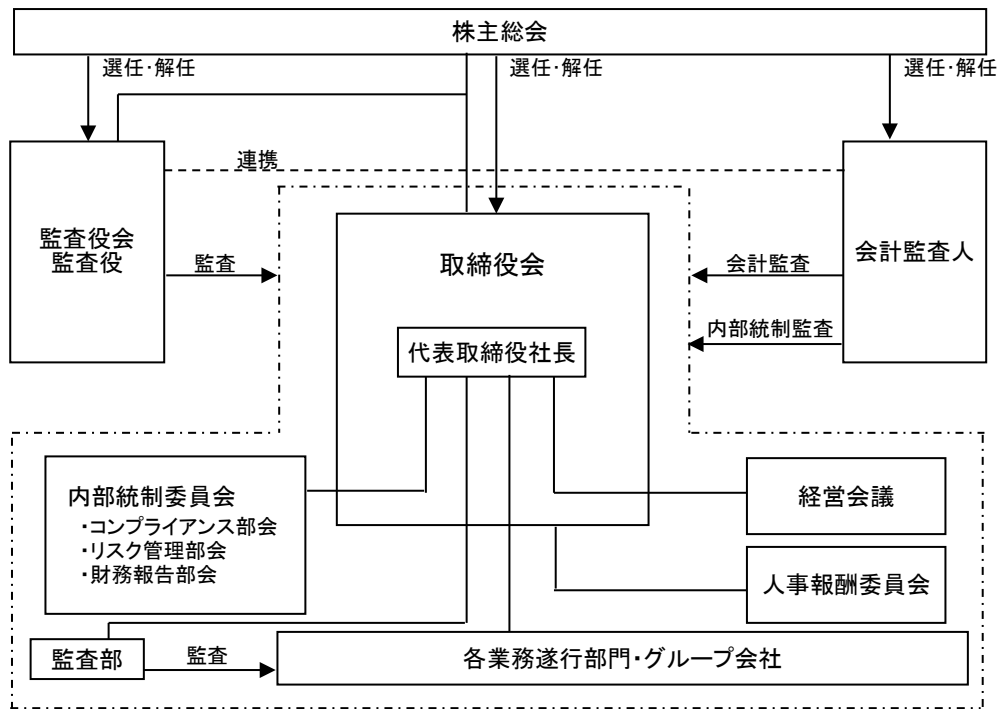 株主総会
選任・解任
選任・解任
選任・解任
連携
監査役会
監査役
監査
取締役会
会計監査
会計監査人
内部統制監査
代表取締役社長
内部統制委員会
・コンプライアンス部会
・リスク管理部会
・財務報告部会
経営会議
人事報酬委員会
監査部
監査
各業務遂行部門・グループ会社